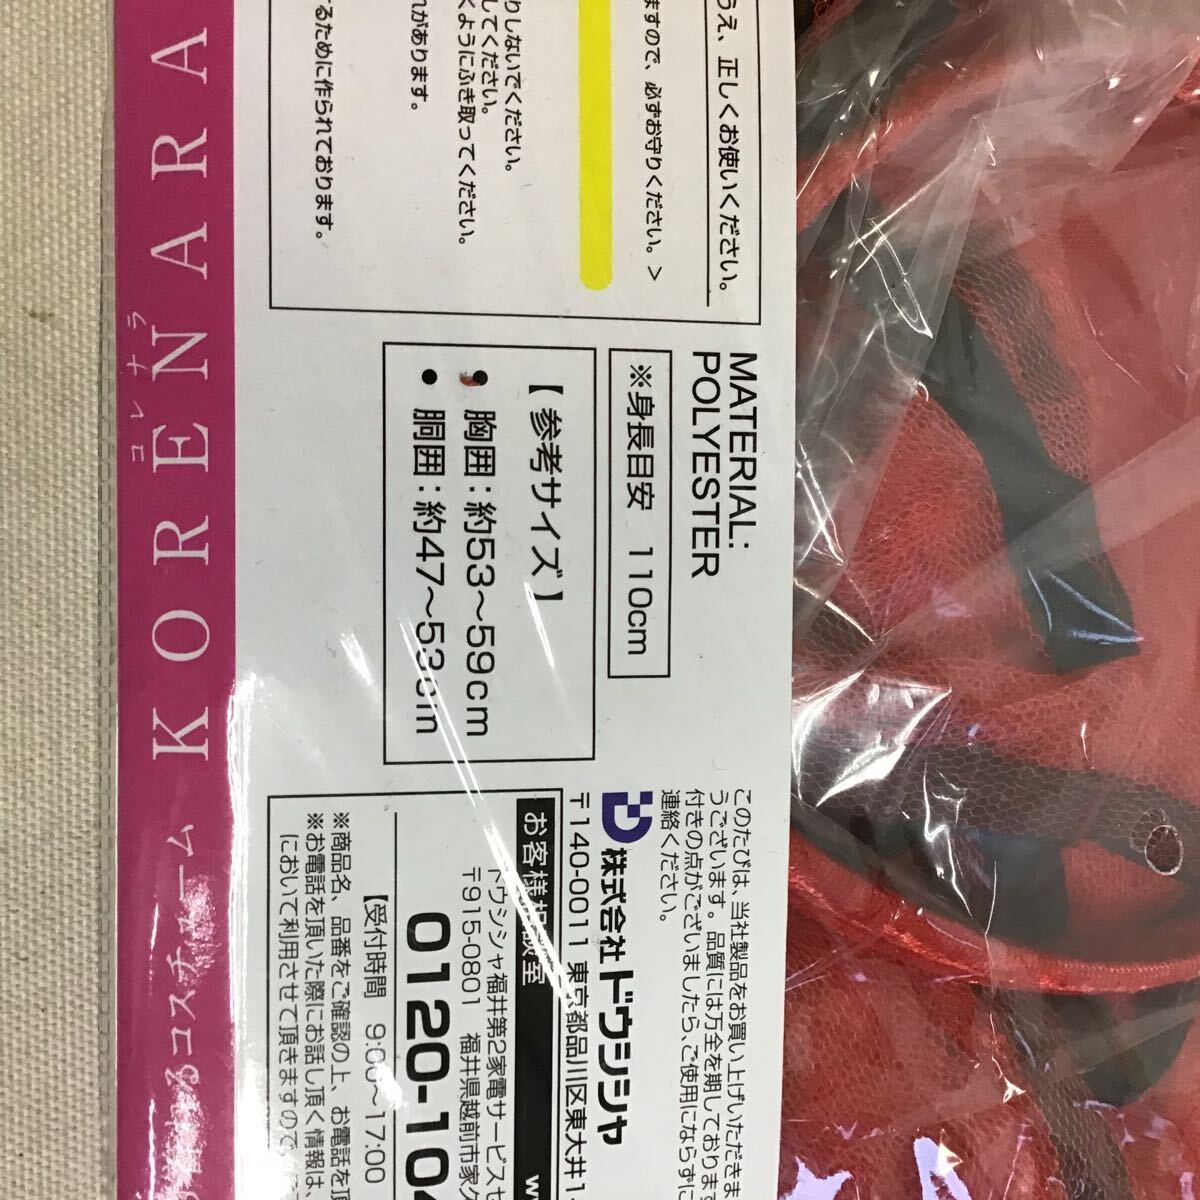 うえ、正しくお使いください。
ますので、必ずお守りください。＞
りしないでください。
してください。
くようにふき取ってください。
れがあります。
するために作られております。
MATERIAL:
POLYESTER
※身長目安 110cm
【参考サイズ】
● 胸囲：約53〜59cm
● 胴囲：約47〜53cm
このたびは、当社製品をお買い上げいただきま
うございます。品質には万全を期しております
付きの点がございましたら、ご使用にならずに
連絡ください。
株式会社 ドウシシャ
〒140-0011 東京都品川区東大井1-
お客様相談室
ドウシシャ福井第2家電サービスセ
〒915-0801 福井県越前市家久
0120-104
【受付時間 9:00〜17:00
※商品名、品番をご確認の上、お電話を頂
※お電話を頂いた際にお話し頂く情報は、
において利用させて頂きますので
コスチューム KORENARA
コレナラ